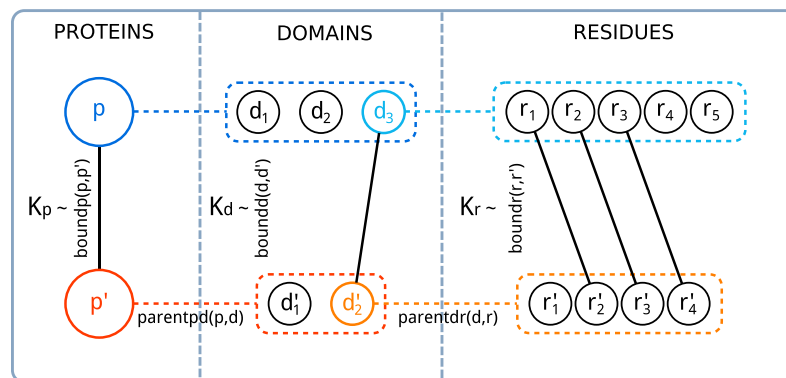 PROTEINS DOMAINS RESIDUES
p d₁ d₂ d₃ r₁ r₂ r₃ r₄ r₅
Kp ~ boundp(p,p') Kd ~ boundd(d,d') Kr ~ boundr(r,r')
p' d'₁ d'₂ r'₁ r'₂ r'₃ r'₄
parentpd(p,d) parentdr(d,r)